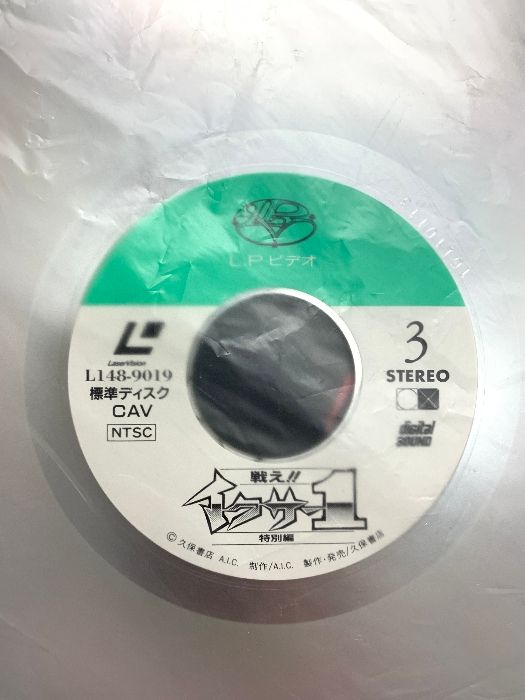 LPビデオ
LaserVision
L148-9019
標準ディスク
CAV
NTSC
3
STEREO
digital
SOUND
戦え!!
イクサー1
特別編
©久保書店 A.I.C. 制作/A.I.C. 製作・発売/久保書店